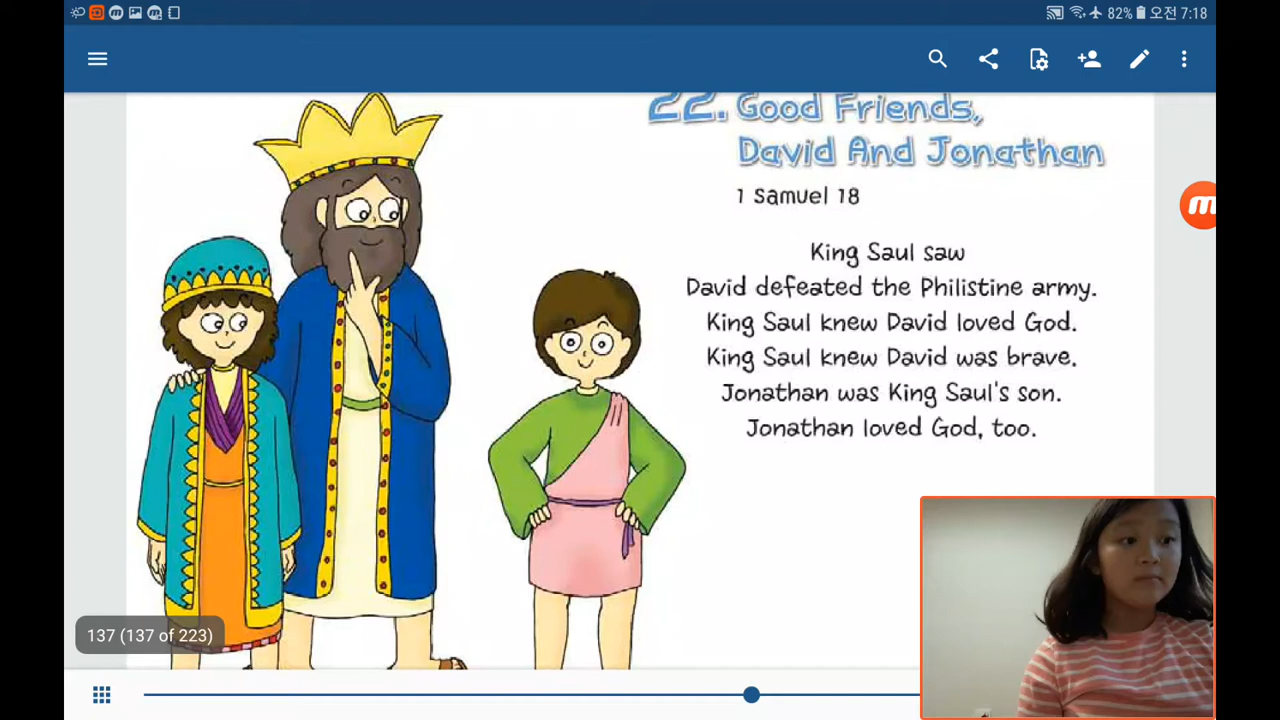 82% 오전 7:18
22. Good Friends,
David And Jonathan
1 Samuel 18
King Saul saw
David defeated the Philistine army.
King Saul knew David loved God.
King Saul knew David was brave.
Jonathan was King Saul's son.
Jonathan loved God, too.
137 (137 of 223)